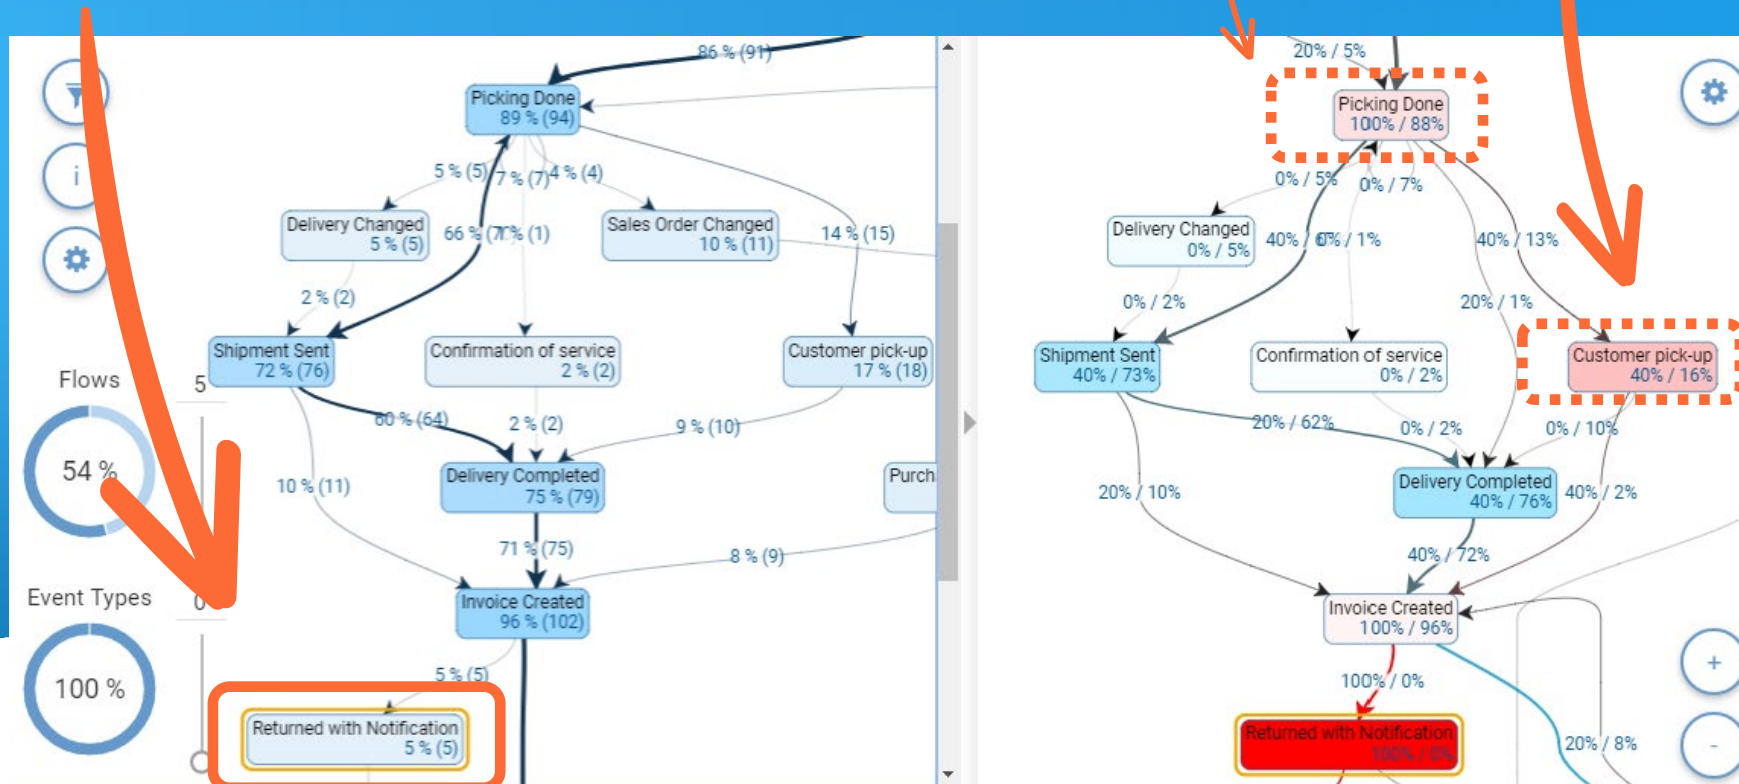 86 % (91)
Picking Done
89 % (94)
5 % (5)
7 % (7)
4 % (4)
Delivery Changed
5 % (5)
66 %
% (1)
Sales Order Changed
10 % (11)
14 % (15)
2 % (2)
Shipment Sent
72 % (76)
Confirmation of service
2 % (2)
Customer pick-up
17 % (18)
Flows
5
54 %
60 % (64)
2 % (2)
9 % (10)
10 % (11)
Delivery Completed
75 % (79)
Purch
71 % (75)
8 % (9)
Event Types
0
100 %
Invoice Created
96 % (102)
5 % (5)
Returned with Notification
5 % (5)
i
20% / 5%
Picking Done
100% / 88%
0% / 5%
0% / 7%
Delivery Changed
0% / 5%
40% /
0% / 1%
40% / 13%
0% / 2%
20% / 1%
Shipment Sent
40% / 73%
Confirmation of service
0% / 2%
Customer pick-up
40% / 16%
20% / 62%
0% / 2%
0% / 10%
20% / 10%
Delivery Completed
40% / 76%
40% / 2%
40% / 72%
Invoice Created
100% / 96%
100% / 0%
Returned with Notification
100% / 0%
20% / 8%
+
-